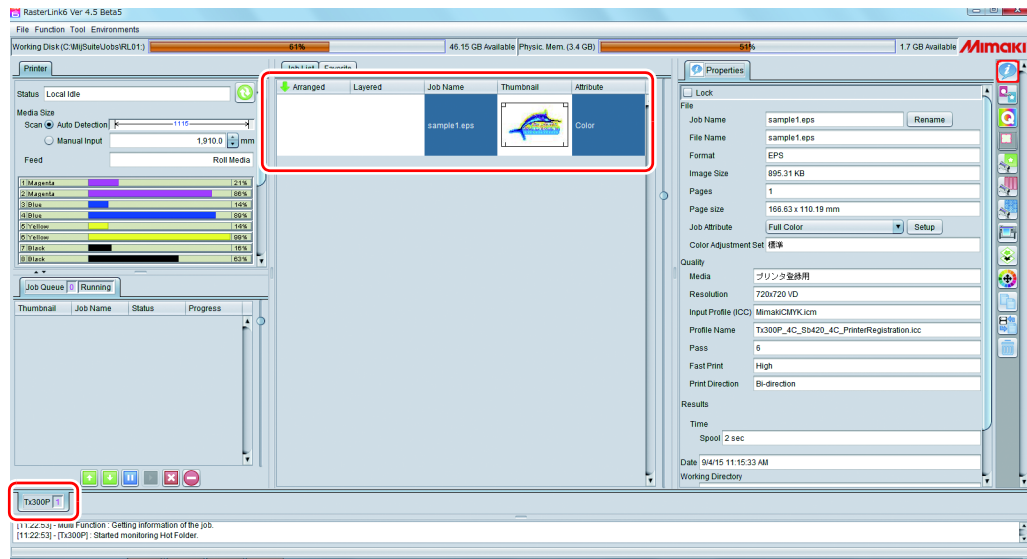 RasterLink6 Ver 4.5 Beta5
File Function Tool Environments
Working Disk (C:\MijSuite\Jobs\RL01:) 61% 46.15 GB Available Physic. Mem. (3.4 GB) 51% 1.7 GB Available Mimaki
Printer
Status Local Idle
Media Size
Scan Auto Detection 1115
Manual Input 1,910.0 mm
Feed Roll Media
1 Magenta 21%
2 Magenta 86%
3 Blue 14%
4 Blue 89%
5 Yellow 14%
6 Yellow 99%
7 Black 16%
8 Black 63%
Job Queue 0 Running
Thumbnail Job Name Status Progress
Job List Favorite
Arranged Layered Job Name Thumbnail Attribute
sample1.eps Color
Properties
Lock
File
Job Name sample1.eps Rename
File Name sample1.eps
Format EPS
Image Size 895.31 KB
Pages 1
Page size 166.63 x 110.19 mm
Job Attribute Full Color Setup
Color Adjustment Set 標準
Quality
Media プリンタ登録用
Resolution 720x720 VD
Input Profile (ICC) MimakiCMYK.icm
Profile Name Tx300P_4C_Sb420_4C_PrinterRegistration.icc
Pass 6
Fast Print High
Print Direction Bi-direction
Results
Time
Spool 2 sec
Date 9/4/15 11:15:33 AM
Working Directory
Tx300P 1
[11:22:53] - Multi Function : Getting information of the job.
[11:22:53] - [Tx300P] : Started monitoring Hot Folder.